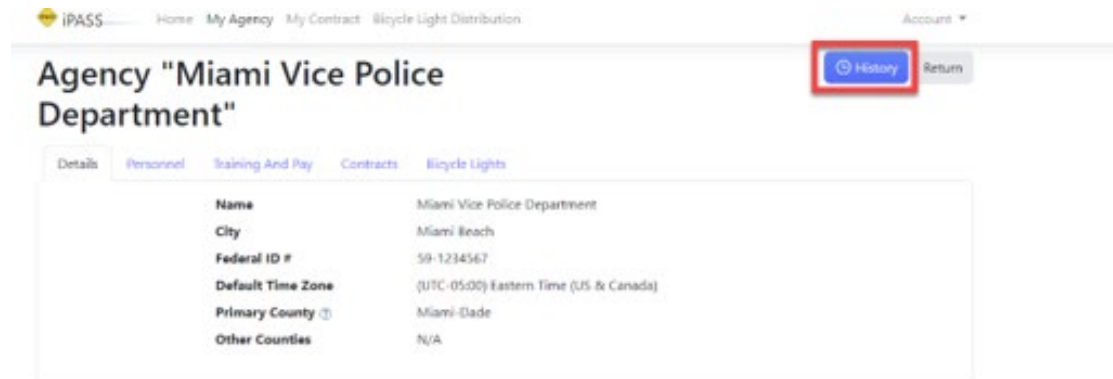 iPASS Home My Agency My Contract Bicycle Light Distribution Account
Agency "Miami Vice Police
Department"
History Return
Details Personnel Training And Pay Contracts Bicycle Lights
Name Miami Vice Police Department
City Miami Beach
Federal ID # 59-1234567
Default Time Zone (UTC-05:00) Eastern Time (US & Canada)
Primary County Miami-Dade
Other Counties N/A